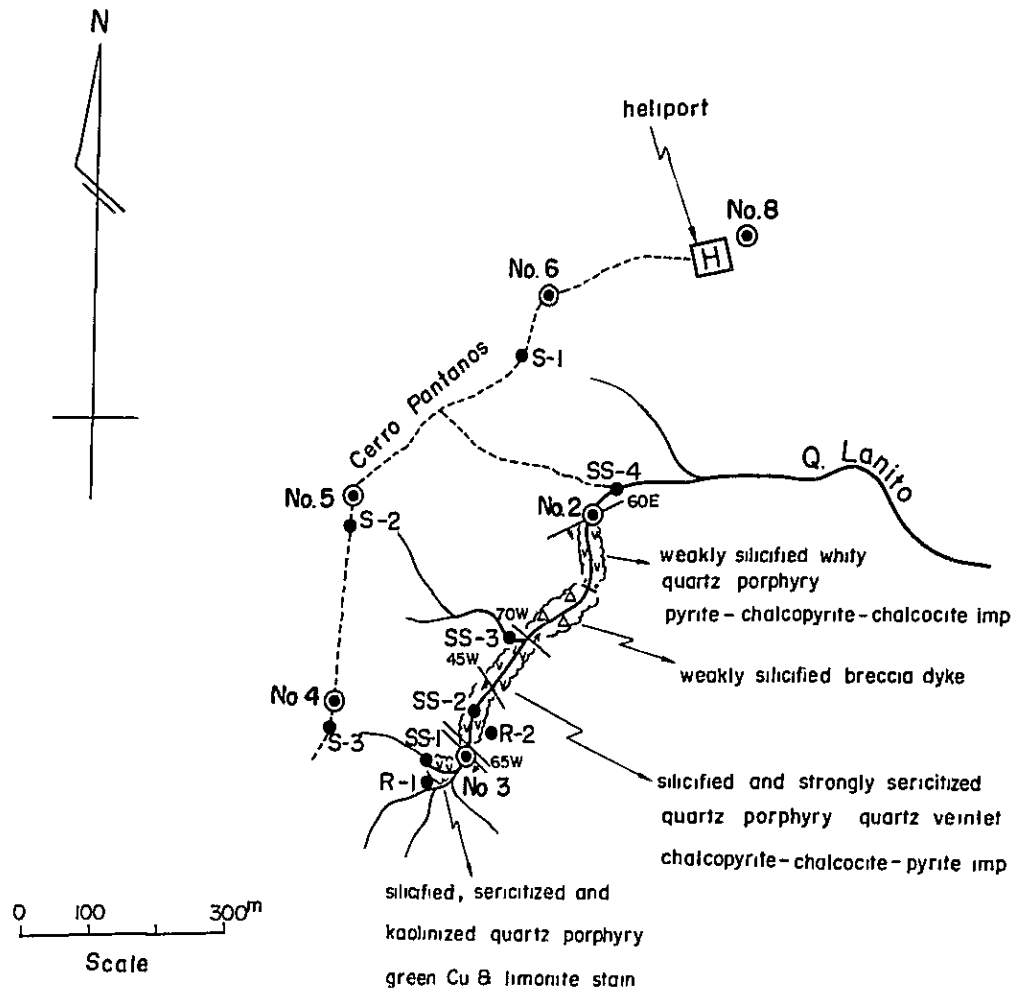 N
heliport
No. 8
H
No. 6
S-1
Cerro Pantanos
Q. Lanito
SS-4
No. 5
No. 2
60E
S-2
weakly silicified whity
quartz porphyry
pyrite-chalcopyrite-chalcocite imp
70W
SS-3
45W
weakly silicified breccia dyke
No 4
SS-2
S-3
SS-1
R-2
65W
R-1
No 3
silicified and strongly sericitized
quartz porphyry quartz veinlet
chalcopyrite-chalcocite-pyrite imp
silicified, sericitized and
kaolinized quartz porphyry
green Cu & limonite stain
0 100 300m
Scale